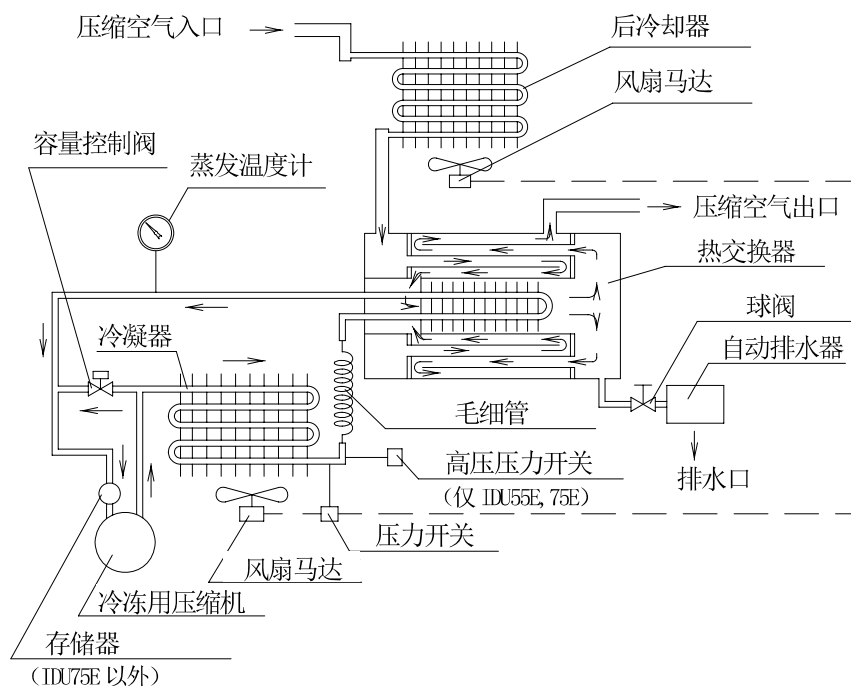 压缩空气入口
后冷却器
风扇马达
容量控制阀
蒸发温度计
压缩空气出口
热交换器
球阀
冷凝器
自动排水器
毛细管
高压压力开关
排水口
(仅 IDU55E, 75E)
压力开关
风扇马达
冷冻用压缩机
存储器
(IDU75E 以外)